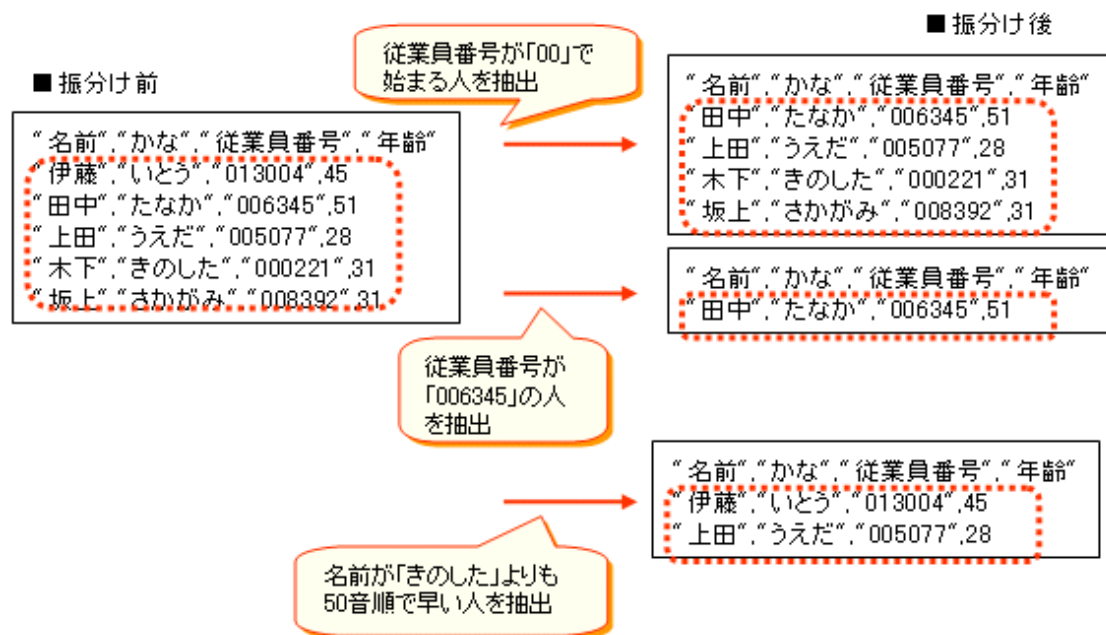 ■ 振分け前
"名前","かな","従業員番号","年齢"
"伊藤","いとう","013004",45
"田中","たなか","006345",51
"上田","うえだ","005077",28
"木下","きのした","000221",31
"坂上","さかがみ","008392",31
従業員番号が「00」で
始まる人を抽出
従業員番号が
「006345」の人
を抽出
名前が「きのした」よりも
50音順で早い人を抽出
■ 振分け後
"名前","かな","従業員番号","年齢"
"田中","たなか","006345",51
"上田","うえだ","005077",28
"木下","きのした","000221",31
"坂上","さかがみ","008392",31
"名前","かな","従業員番号","年齢"
"田中","たなか","006345",51
"名前","かな","従業員番号","年齢"
"伊藤","いとう","013004",45
"上田","うえだ","005077",28